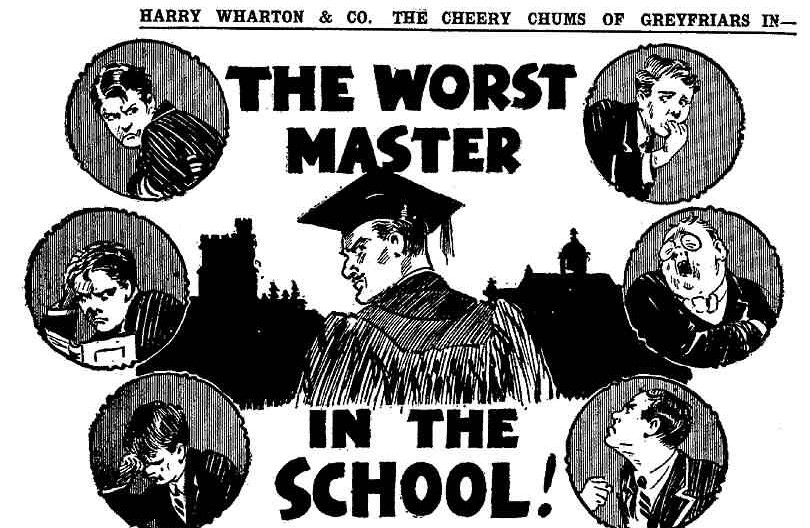 HARRY WHARTON & CO. THE CHEERY CHUMS OF GREYFRIARS IN—
THE WORST
MASTER
IN THE
SCHOOL!